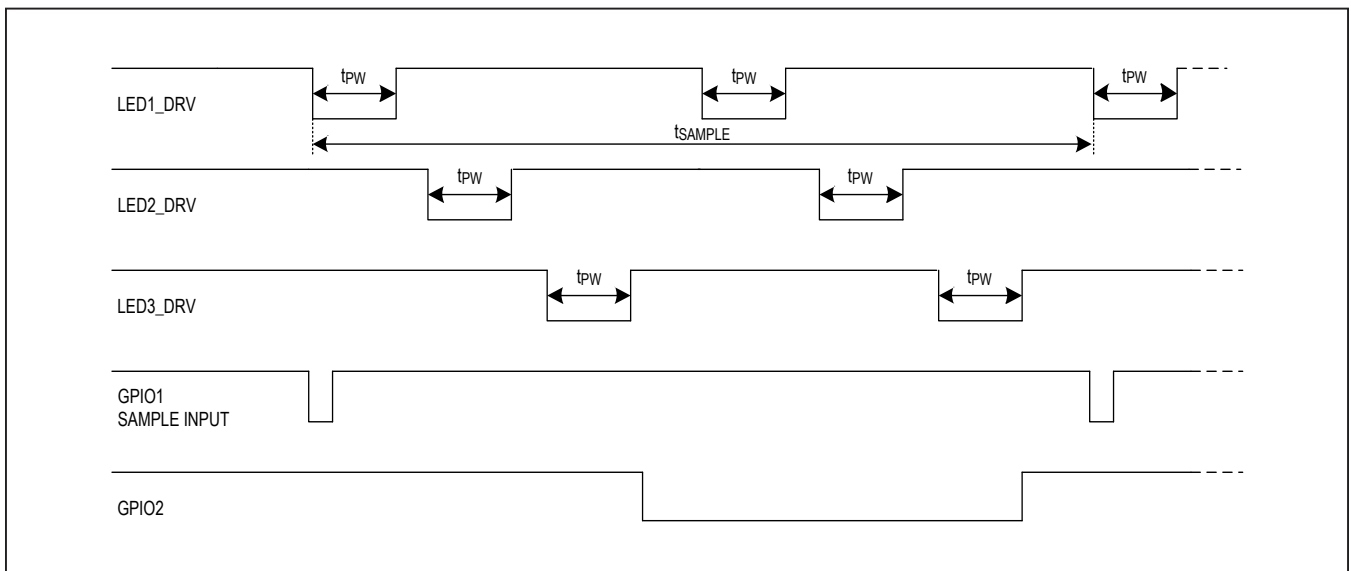 tPW tPW tPW
LED1_DRV
tSAMPLE
tPW tPW
LED2_DRV
tPW tPW
LED3_DRV
GPIO1
SAMPLE INPUT
GPIO2